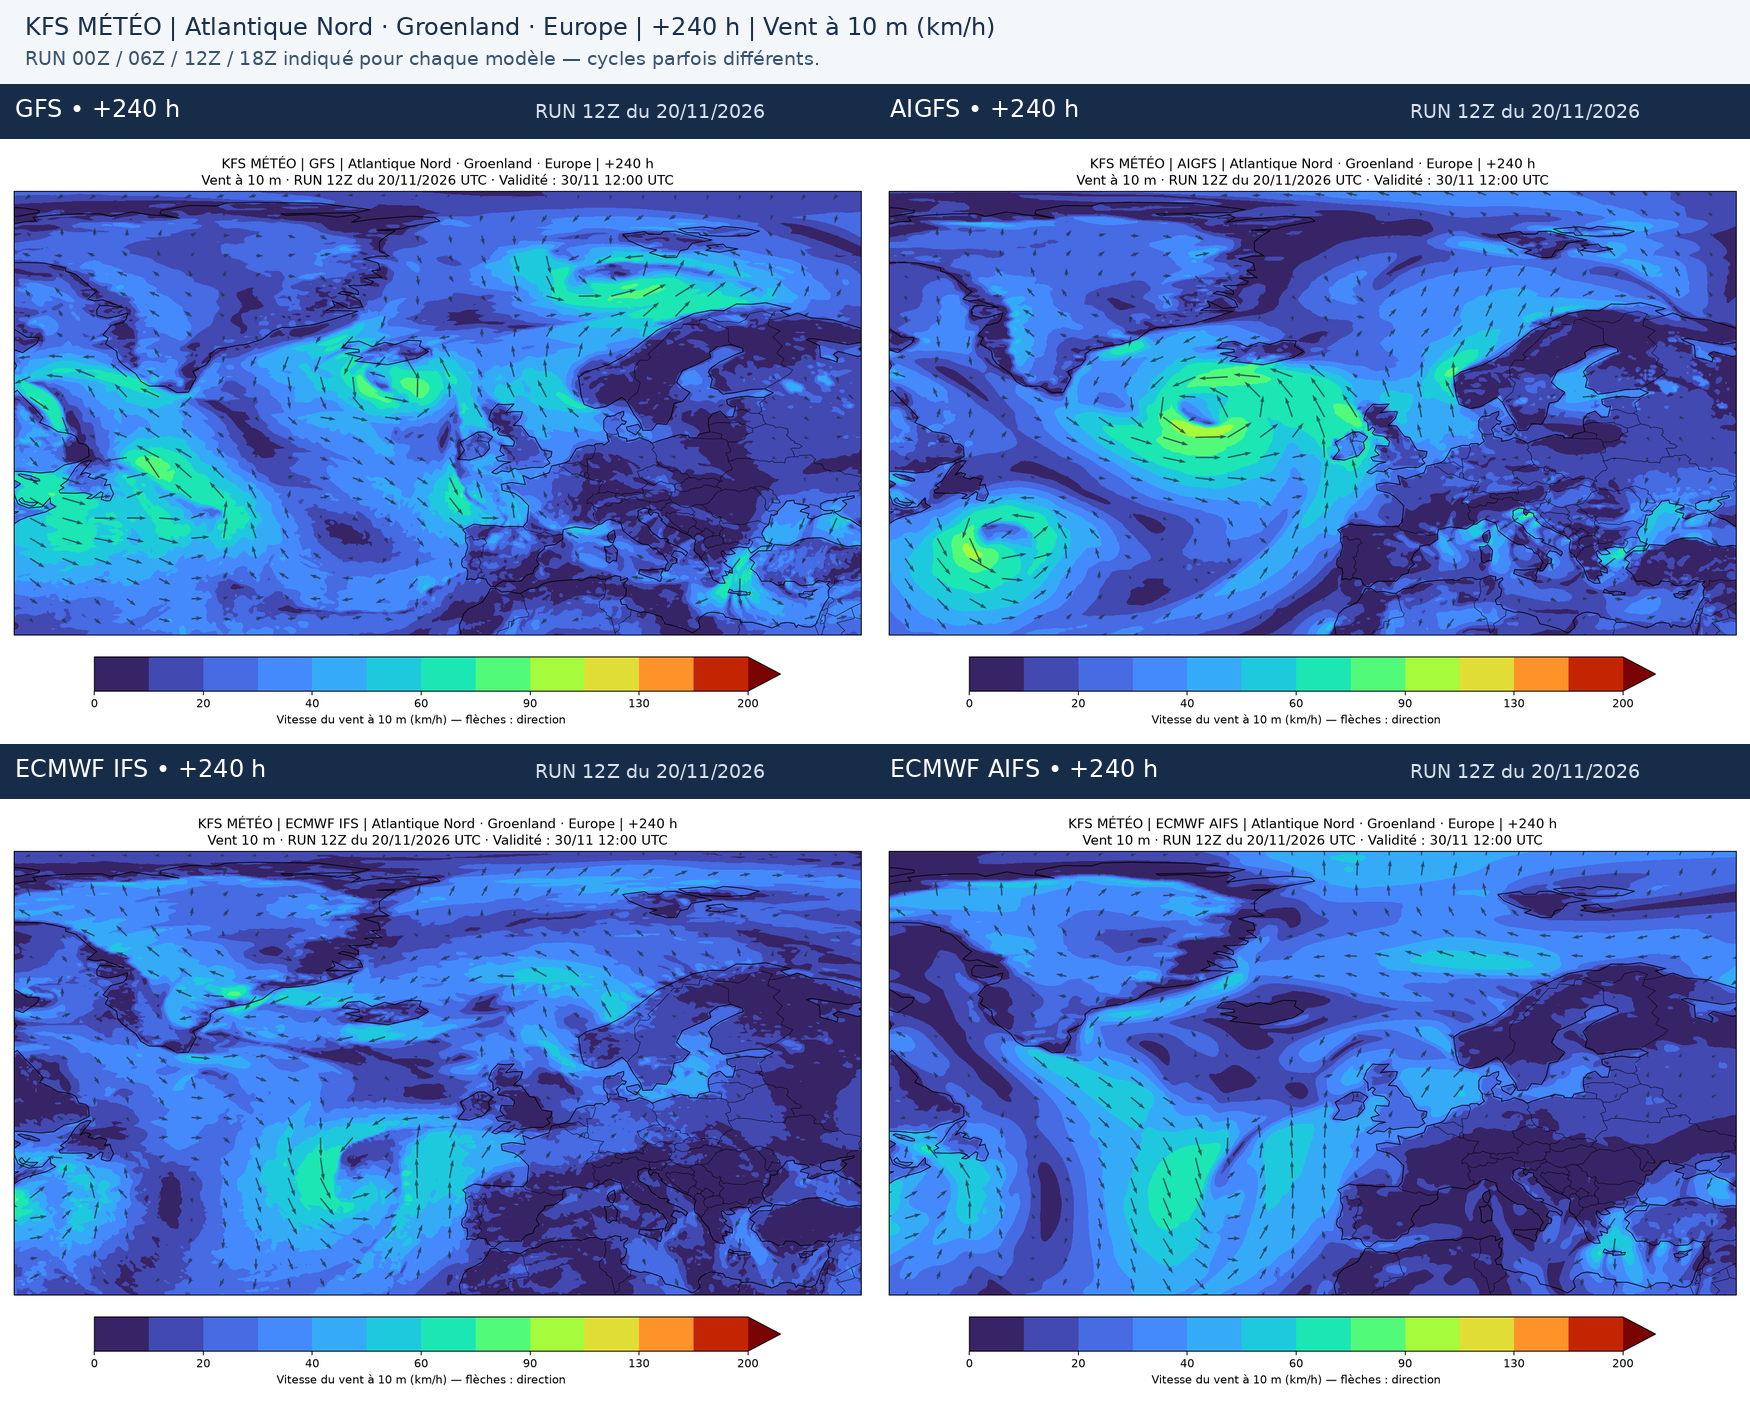 KFS MÉTÉO | Atlantique Nord · Groenland · Europe | +240 h | Vent à 10 m (km/h)
RUN 00Z / 06Z / 12Z / 18Z indiqué pour chaque modèle — cycles parfois différents.
GFS • +240 h RUN 12Z du 20/11/2026
KFS MÉTÉO | GFS | Atlantique Nord · Groenland · Europe | +240 h
Vent à 10 m · RUN 12Z du 20/11/2026 UTC · Validité : 30/11 12:00 UTC
0 20 40 60 90 130 200
Vitesse du vent à 10 m (km/h) — flèches : direction
AIGFS • +240 h RUN 12Z du 20/11/2026
KFS MÉTÉO | AIGFS | Atlantique Nord · Groenland · Europe | +240 h
Vent à 10 m · RUN 12Z du 20/11/2026 UTC · Validité : 30/11 12:00 UTC
0 20 40 60 90 130 200
Vitesse du vent à 10 m (km/h) — flèches : direction
ECMWF IFS • +240 h RUN 12Z du 20/11/2026
KFS MÉTÉO | ECMWF IFS | Atlantique Nord · Groenland · Europe | +240 h
Vent 10 m · RUN 12Z du 20/11/2026 UTC · Validité : 30/11 12:00 UTC
0 20 40 60 90 130 200
Vitesse du vent à 10 m (km/h) — flèches : direction
ECMWF AIFS • +240 h RUN 12Z du 20/11/2026
KFS MÉTÉO | ECMWF AIFS | Atlantique Nord · Groenland · Europe | +240 h
Vent 10 m · RUN 12Z du 20/11/2026 UTC · Validité : 30/11 12:00 UTC
0 20 40 60 90 130 200
Vitesse du vent à 10 m (km/h) — flèches : direction